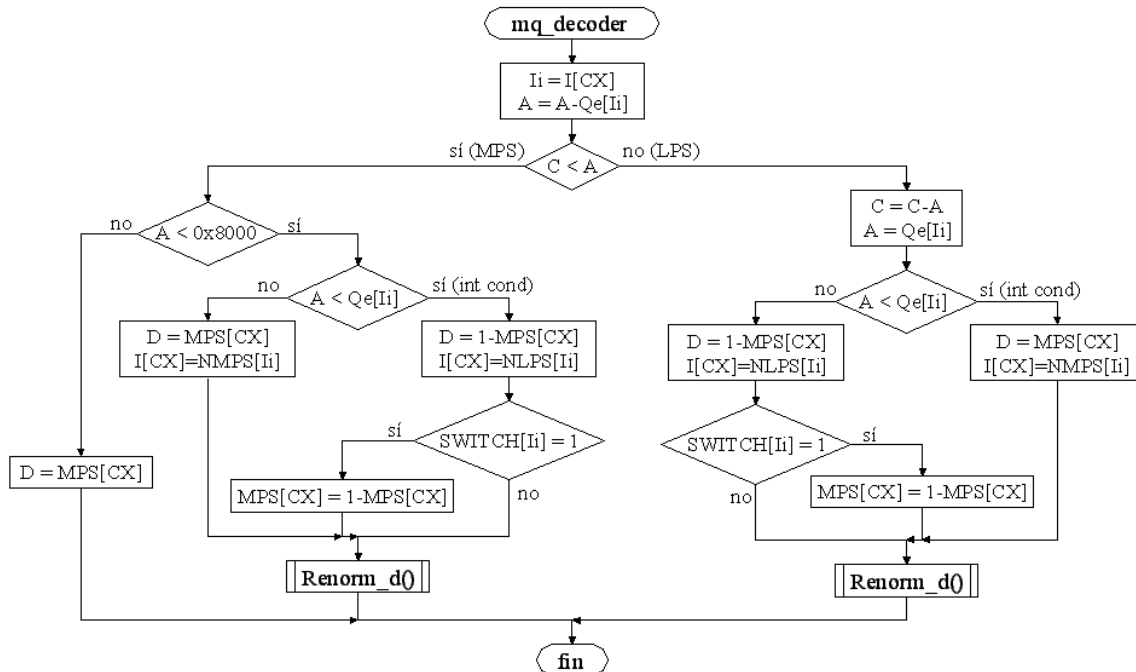 mq_decoder
Ii = I[CX]
A = A-Qe[Ii]
sí (MPS)
C < A
no (LPS)
no
A < 0x8000
sí
C = C-A
A = Qe[Ii]
no
A < Qe[Ii]
sí (int cond)
no
A < Qe[Ii]
sí (int cond)
D = MPS[CX]
I[CX]=NMPS[Ii]
D = 1-MPS[CX]
I[CX]=NLPS[Ii]
D = 1-MPS[CX]
I[CX]=NLPS[Ii]
D = MPS[CX]
I[CX]=NMPS[Ii]
sí
SWITCH[Ii] = 1
no
SWITCH[Ii] = 1
sí
no
D = MPS[CX]
MPS[CX] = 1-MPS[CX]
MPS[CX] = 1-MPS[CX]
Renorm_d()
Renorm_d()
fin